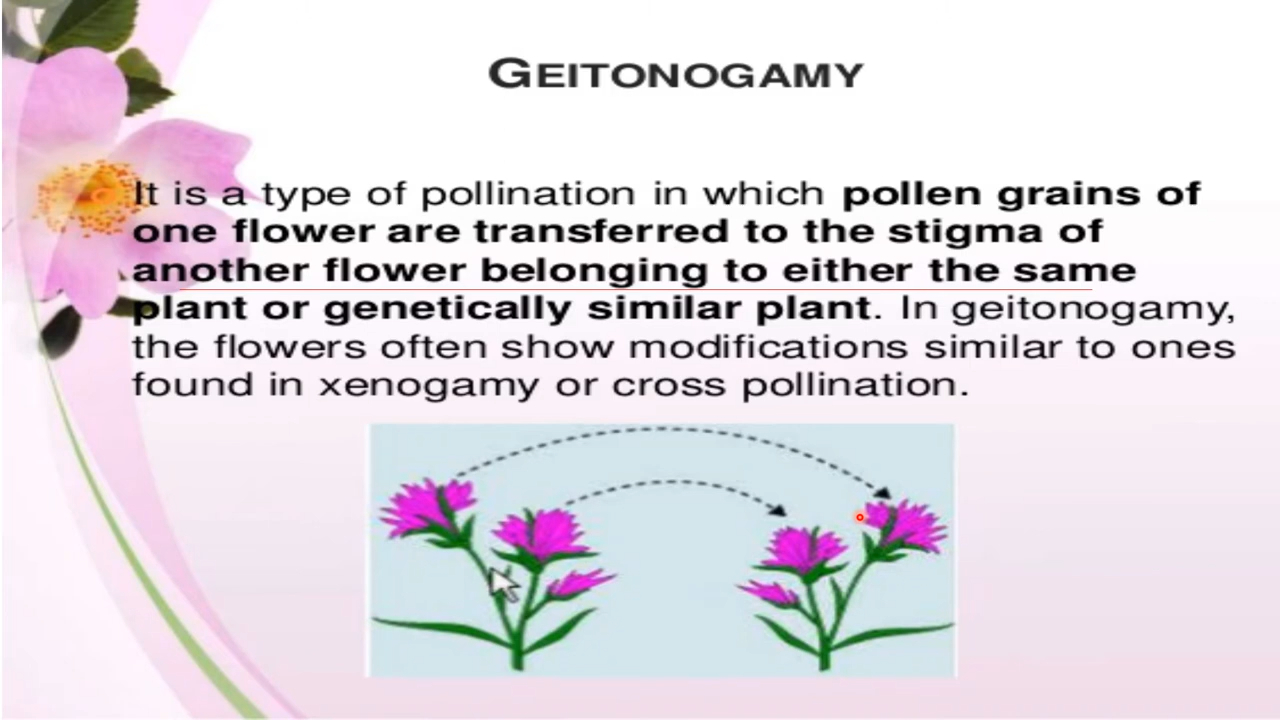 GEITONOGAMY
It is a type of pollination in which pollen grains of
one flower are transferred to the stigma of
another flower belonging to either the same
plant or genetically similar plant. In geitonogamy,
the flowers often show modifications similar to ones
found in xenogamy or cross pollination.